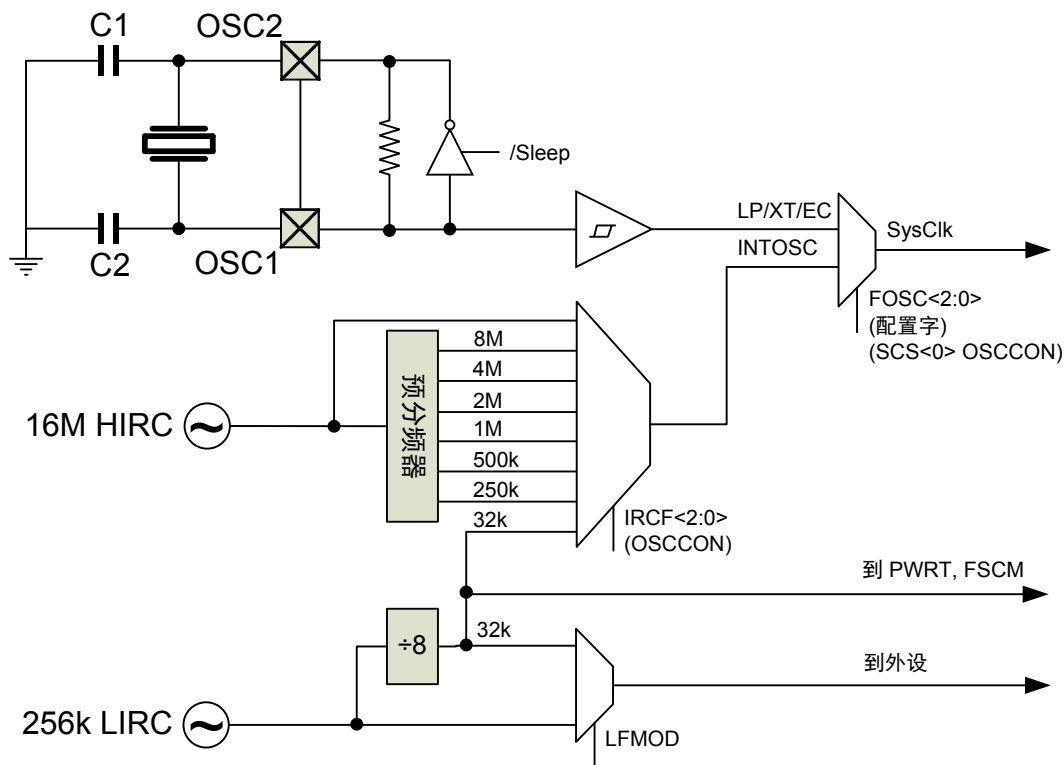 C1
OSC2
/Sleep
C2
OSC1
LP/XT/EC
INTOSC
SysClk
FOSC<2:0>
(配置字)
(SCS<0> OSCCON)
16M HIRC
预分频器
8M
4M
2M
1M
500k
250k
32k
IRCF<2:0>
(OSCCON)
到 PWRT, FSCM
÷8
32k
到外设
256k LIRC
LFMOD